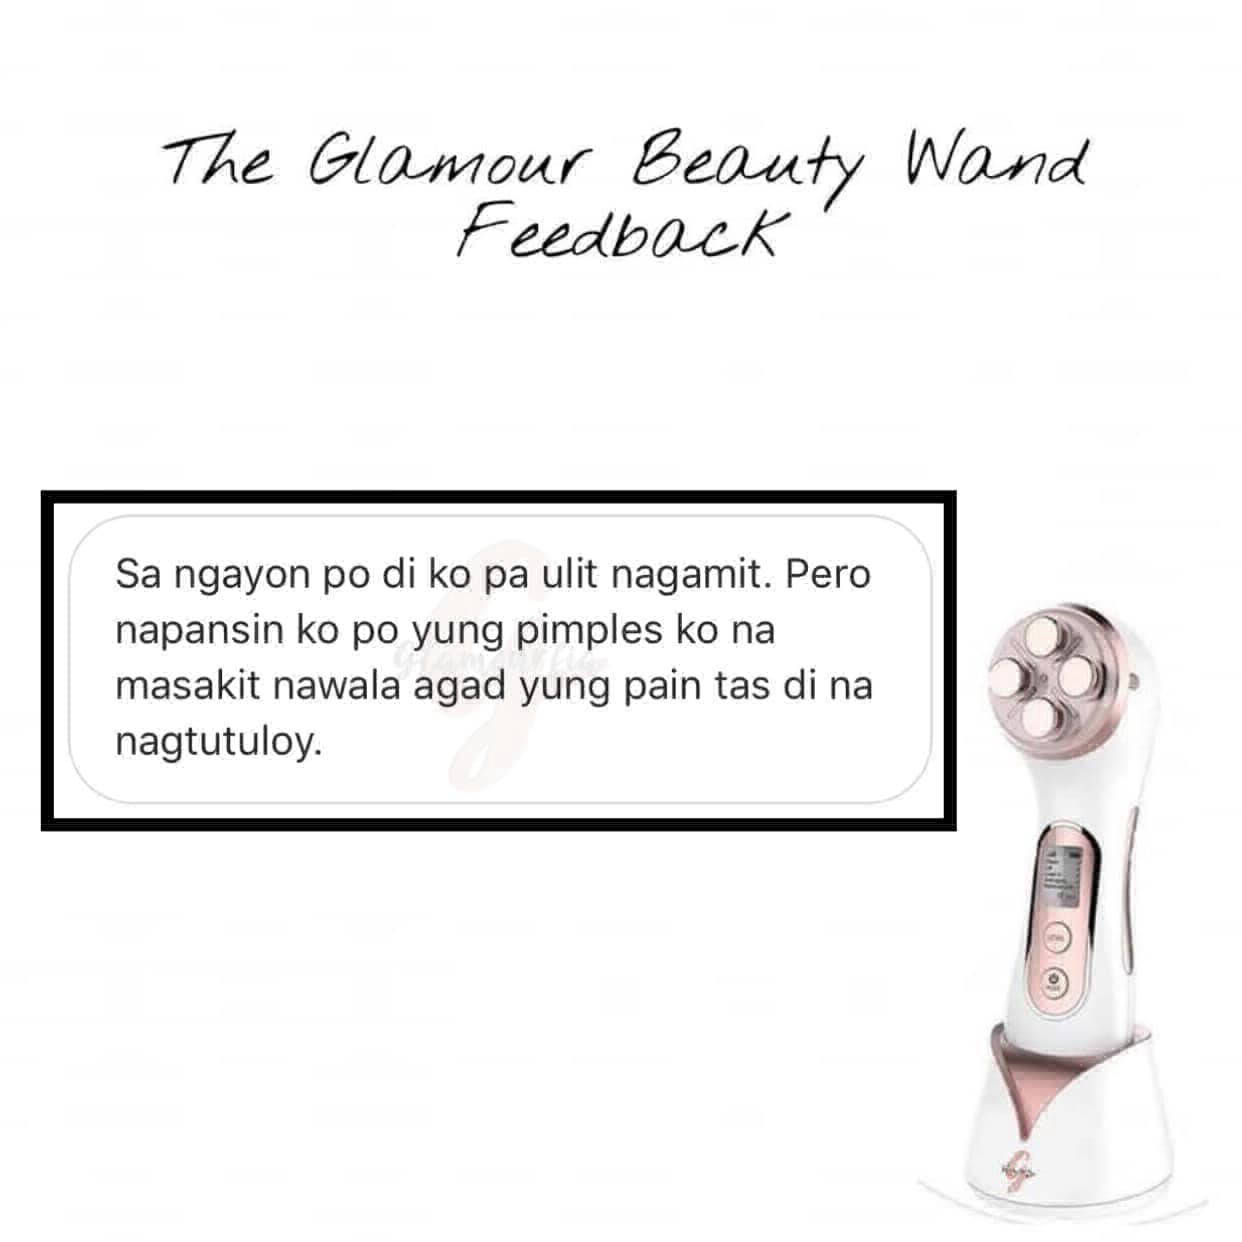 The Glamour Beauty Wand
Feedback
Sa ngayon po di ko pa ulit nagamit. Pero
napansin ko po yung pimples ko na
masakit nawala agad yung pain tas di na
nagtutuloy.